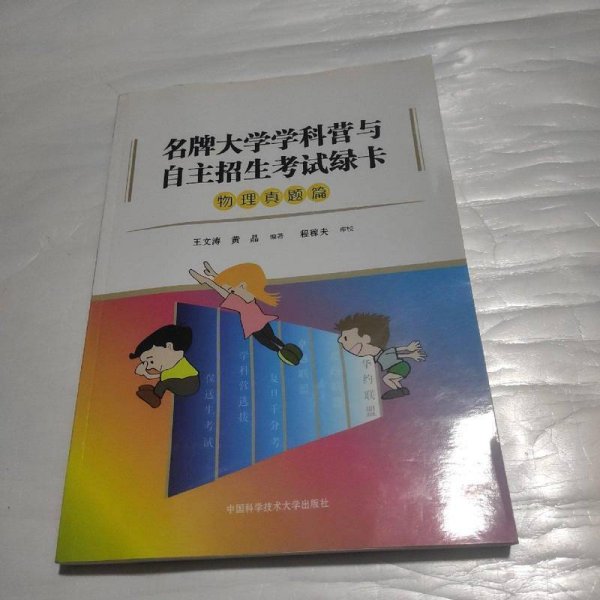 名牌大学学科营与
自主招生考试绿卡
物理真题篇
王文涛 黄 晶 编著 程稼夫 审校
保送生考试
学科营选拔
复旦千分考
华约联盟
中国科学技术大学出版社